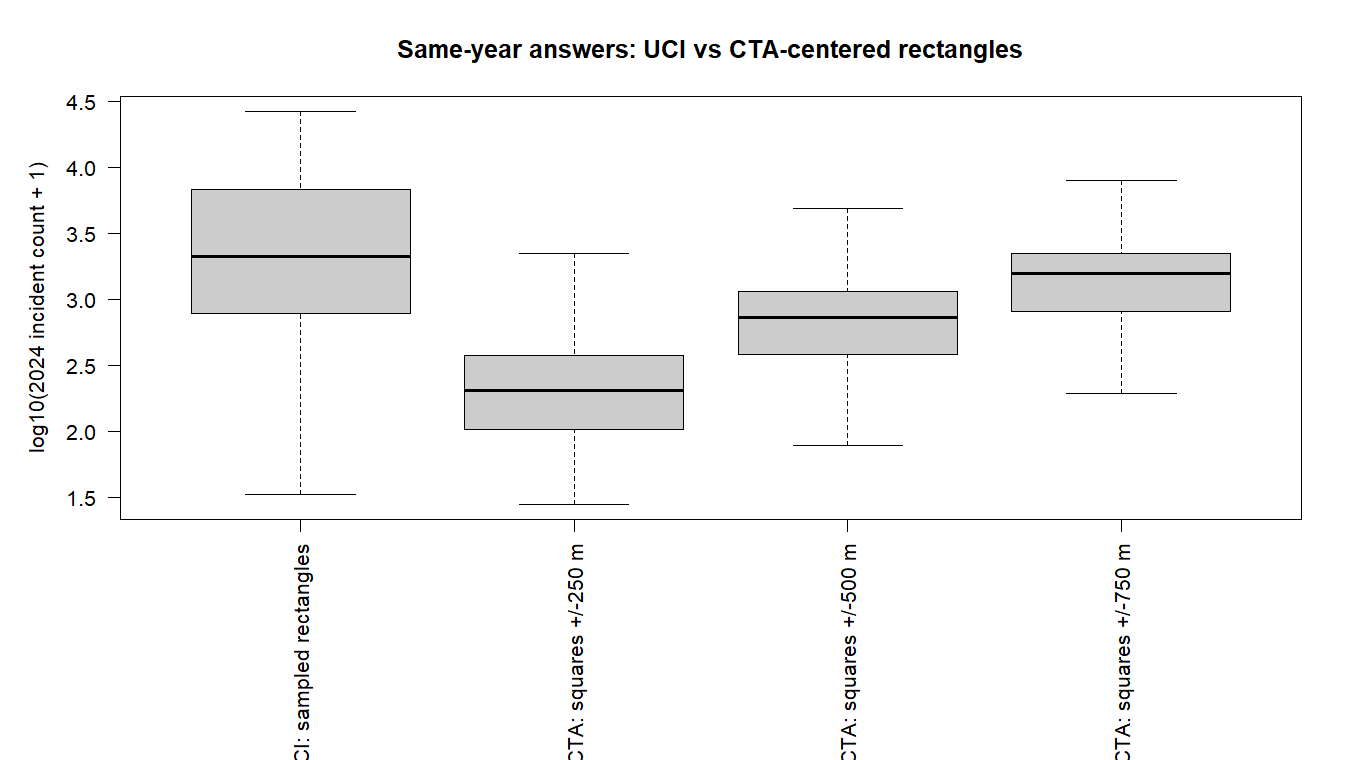 Same-year answers: UCI vs CTA-centered rectangles
log10(2024 incident count + 1)
4.5
4.0
3.5
3.0
2.5
2.0
1.5
CI: sampled rectangles
CTA: squares +/-250 m
CTA: squares +/-500 m
CTA: squares +/-750 m